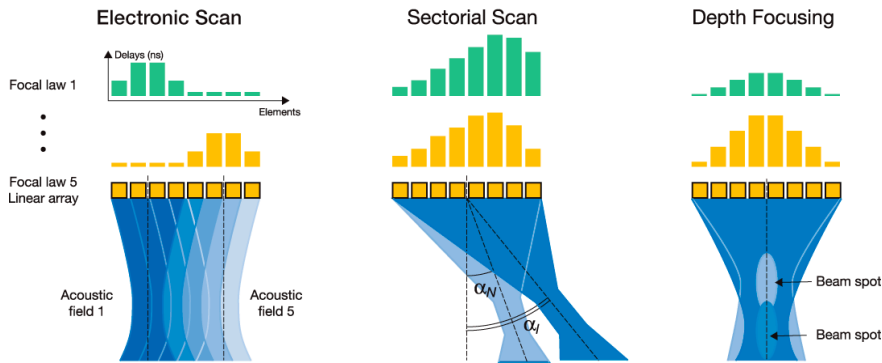 Electronic Scan
Sectorial Scan
Depth Focusing
Delays (ns)
Focal law 1
Elements
Focal law 5
Linear array
Acoustic
field 1
Acoustic
field 5
αN
αI
Beam spot
Beam spot